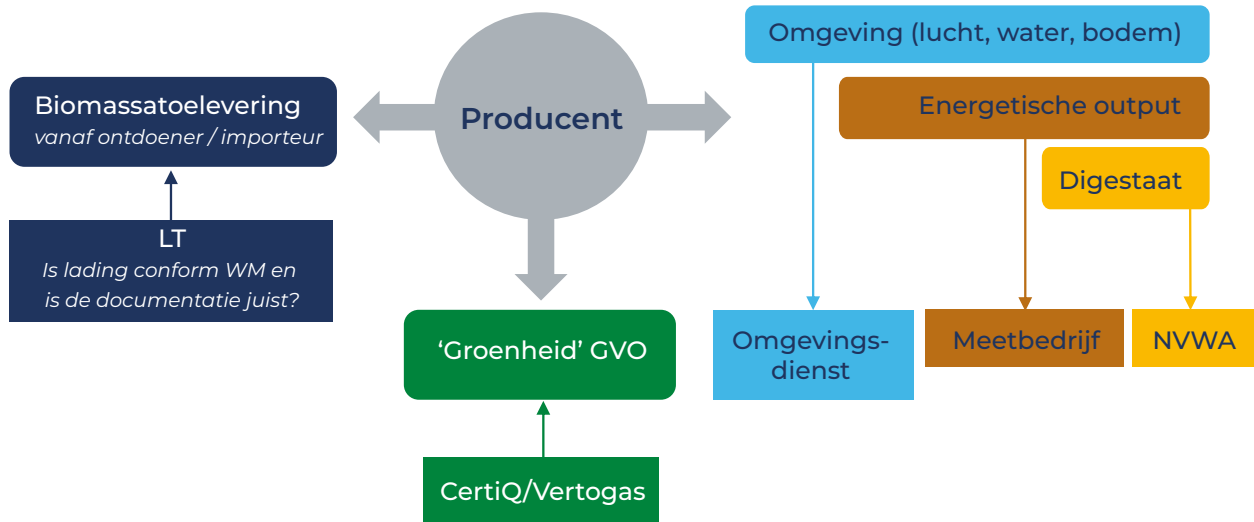 Omgeving (lucht, water, bodem)
Biomassatoelevering
vanaf ontdoener / importeur
Producent
Energetische output
Digestaat
LT
Is lading conform WM en
is de documentatie juist?
'Groenheid' GVO
Omgevings-
dienst
Meetbedrijf
NVWA
CertiQ/Vertogas